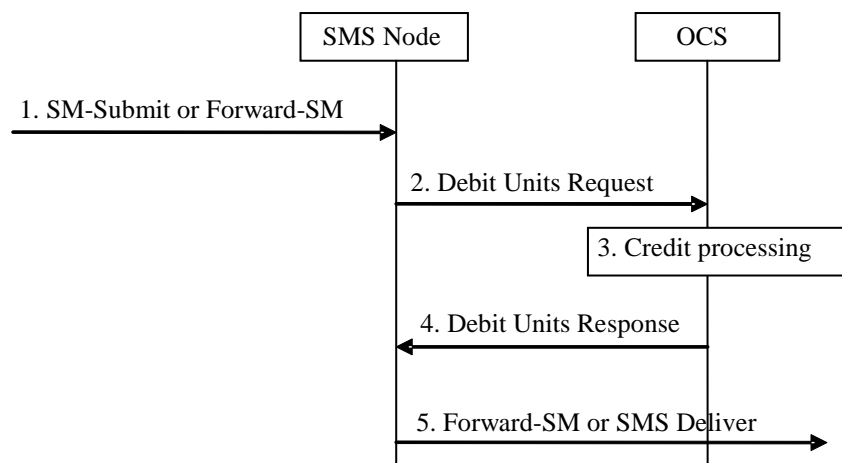 SMS Node
OCS
1. SM-Submit or Forward-SM
2. Debit Units Request
3. Credit processing
4. Debit Units Response
5. Forward-SM or SMS Deliver